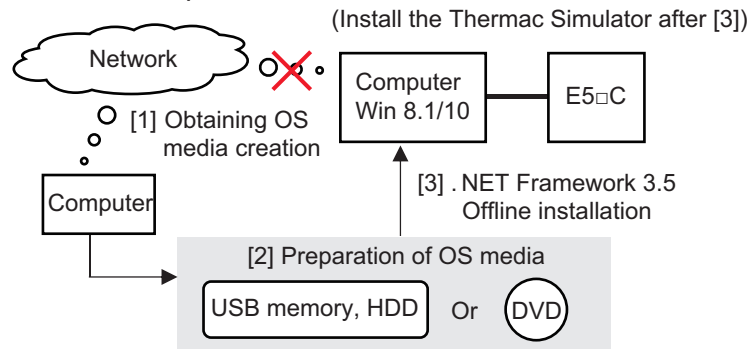 (Install the Thermac Simulator after [3])
Network
Computer
Win 8.1/10
E5□C
[1] Obtaining OS
media creation
Computer
[3] . NET Framework 3.5
Offline installation
[2] Preparation of OS media
USB memory, HDD Or DVD